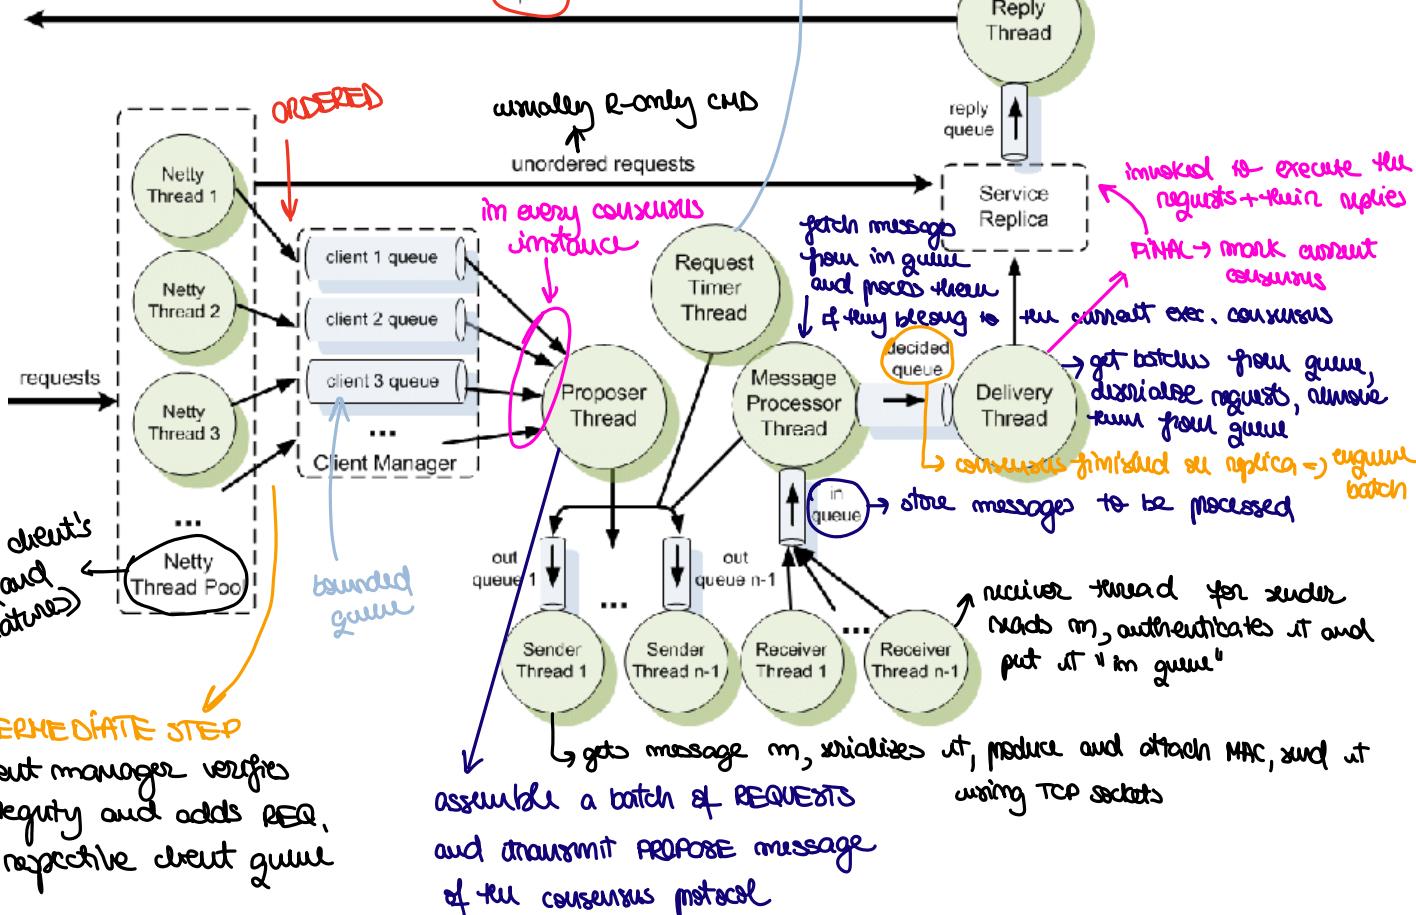 Reply
Thread
reply
queue
usually R-only CMD
unordered requests
ORDERED
Service
Replica
invoked to execute the
requests + their replies
FINAL → mark current
consensus
Netty
Thread 1
Netty
Thread 2
Netty
Thread 3
...
Netty
Thread Pool
requests
client 1 queue
client 2 queue
client 3 queue
...
Client Manager
in every consensus
instance
Request
Timer
Thread
fetch messages
from in queue
and process them
if they belong to the current exec. consensus
Proposer
Thread
Message
Processor
Thread
decided
queue
Delivery
Thread
get batches from queue,
deserialise requests, remove
them from queue
consensus finished on replica => enqueue
batch
in
queue
store messages to be processed
out
queue 1
...
out
queue n-1
Sender
Thread 1
Sender
Thread n-1
Receiver
Thread 1
...
Receiver
Thread n-1
receiver thread for sender
reads m, authenticates it and
put it "in queue"
gets message m, serializes it, produce and attach MAC, send it
using TCP sockets
bounded
queue
client's
and
atures)
ERMEDIATE STEP
ent manager verifies
egrity and adds REQ.
respective client queue
assemble a batch of REQUESTS
and transmit PROPOSE message
of the consensus protocol